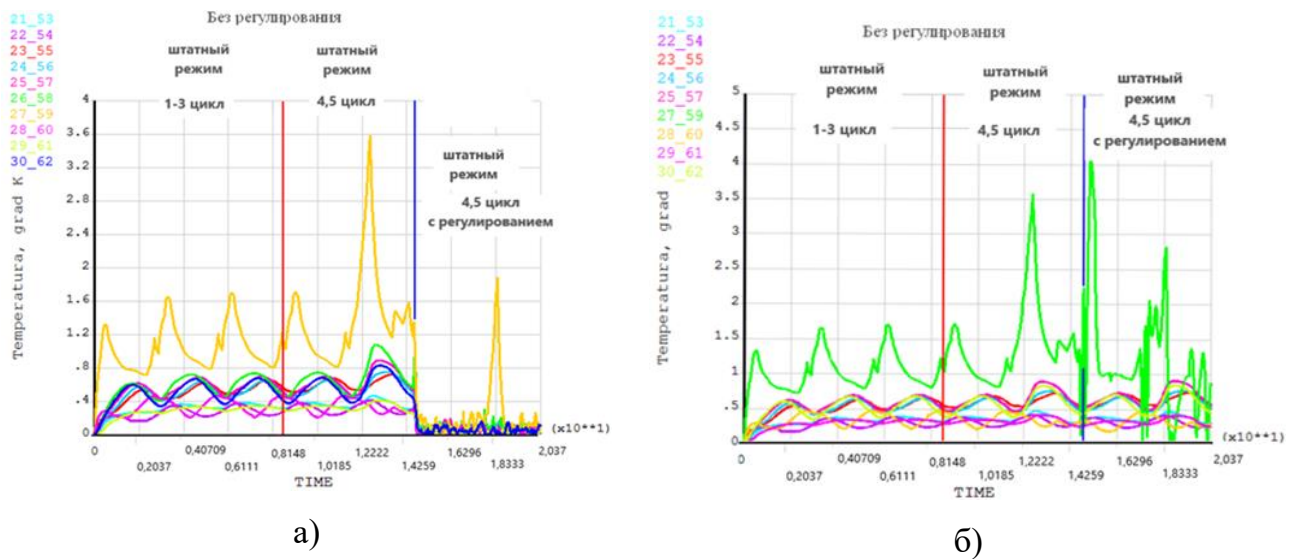 Без регулирования
21_53
22_54
23_55
24_56
25_57
26_58
27_59
28_60
29_61
30_62
штатный
режим
1-3 цикл
штатный
режим
4,5 цикл
штатный
режим
4,5 цикл
с регулированием
Temperatura, grad K
4
3.6
3.2
2.8
2.4
2
1.6
1.2
.8
.4
0
0
0,2037
0,40709
0,6111
0,8148
1,0185
1,2222
1,4259
1,6296
1,8333
2,037
(x10**1)
TIME
а)
Без регулирования
21_53
22_54
23_55
24_56
25_57
27_59
28_60
29_61
30_62
штатный
режим
1-3 цикл
штатный
режим
4,5 цикл
штатный
режим
4,5 цикл
с регулированием
Temperatura, grad
5
4.5
4
3.5
3
2.5
2
1.5
1
.5
0
0
0,2037
0,40709
0,6111
0,8148
1,0185
1,2222
1,4259
1,6296
1,8333
2,037
(x10**1)
TIME
б)